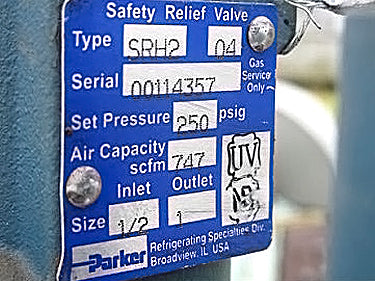 Safety Relief Valve
Type SRH2 04
Gas Service Only
Serial 00114357
Set Pressure 250 psig
Air Capacity scfm 747
UV
NB
Inlet Outlet
Size 1/2 1
Parker Refrigerating Specialties Div.
Broadview, IL USA